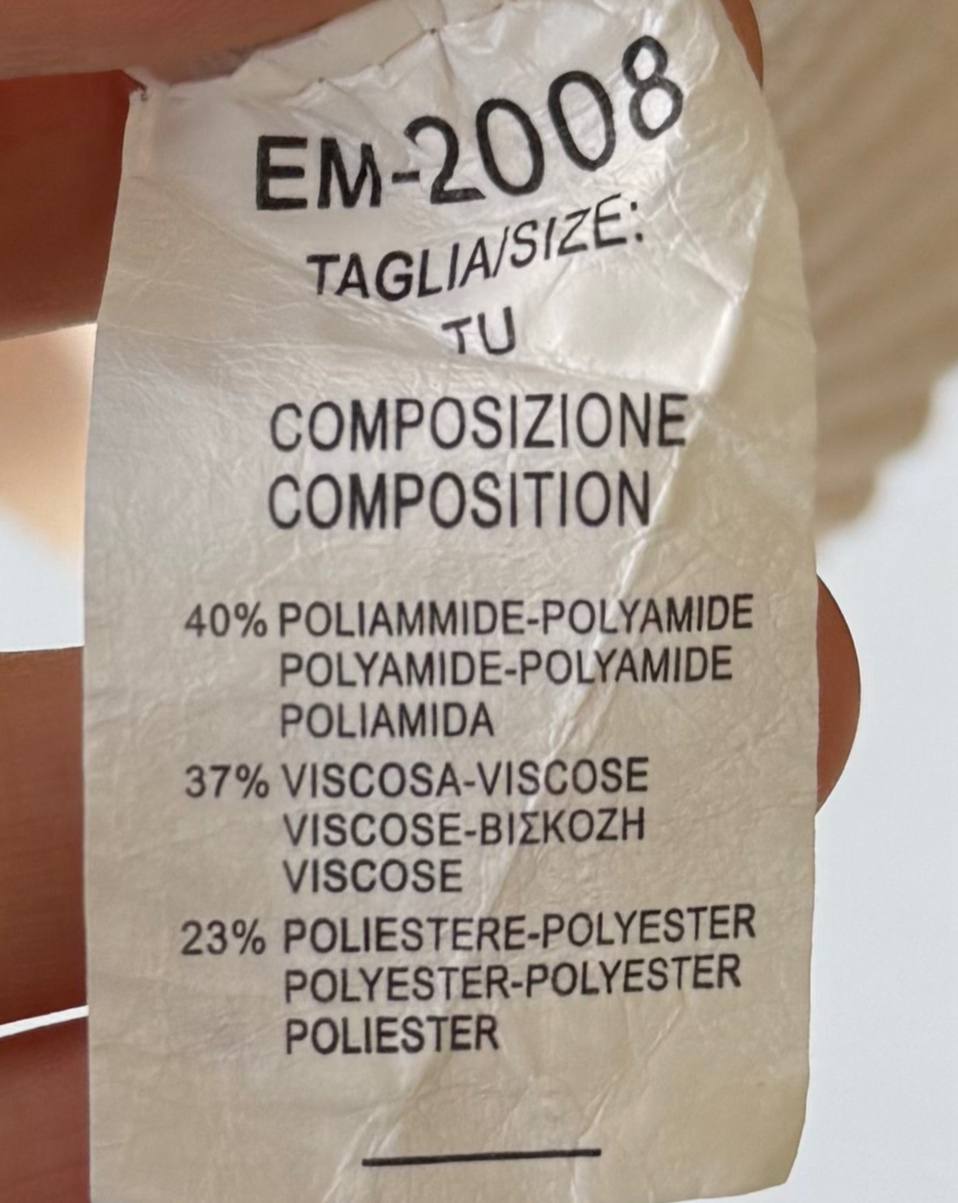 EM-2008
TAGLIA/SIZE:
TU
COMPOSIZIONE
COMPOSITION
40% POLIAMMIDE-POLYAMIDE
POLYAMIDE-POLYAMIDE
POLIAMIDA
37% VISCOSA-VISCOSE
VISCOSE-ΒΙΣΚΟΖΗ
VISCOSE
23% POLIESTERE-POLYESTER
POLYESTER-POLYESTER
POLIESTER